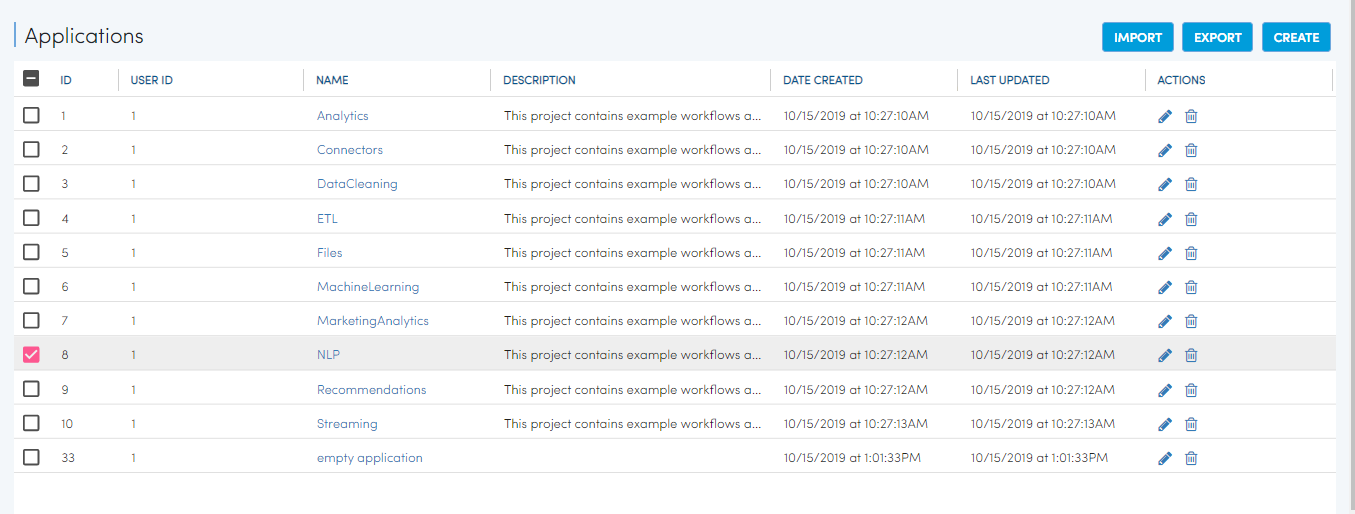 Applications
IMPORT EXPORT CREATE
ID USER ID NAME DESCRIPTION DATE CREATED LAST UPDATED ACTIONS
1 1 Analytics This project contains example workflows a... 10/15/2019 at 10:27:10AM 10/15/2019 at 10:27:10AM
2 1 Connectors This project contains example workflows a... 10/15/2019 at 10:27:10AM 10/15/2019 at 10:27:10AM
3 1 DataCleaning This project contains example workflows a... 10/15/2019 at 10:27:10AM 10/15/2019 at 10:27:10AM
4 1 ETL This project contains example workflows a... 10/15/2019 at 10:27:11AM 10/15/2019 at 10:27:11AM
5 1 Files This project contains example workflows a... 10/15/2019 at 10:27:11AM 10/15/2019 at 10:27:11AM
6 1 MachineLearning This project contains example workflows a... 10/15/2019 at 10:27:11AM 10/15/2019 at 10:27:11AM
7 1 MarketingAnalytics This project contains example workflows a... 10/15/2019 at 10:27:12AM 10/15/2019 at 10:27:12AM
8 1 NLP This project contains example workflows a... 10/15/2019 at 10:27:12AM 10/15/2019 at 10:27:12AM
9 1 Recommendations This project contains example workflows a... 10/15/2019 at 10:27:12AM 10/15/2019 at 10:27:12AM
10 1 Streaming This project contains example workflows a... 10/15/2019 at 10:27:13AM 10/15/2019 at 10:27:13AM
33 1 empty application 10/15/2019 at 1:01:33PM 10/15/2019 at 1:01:33PM